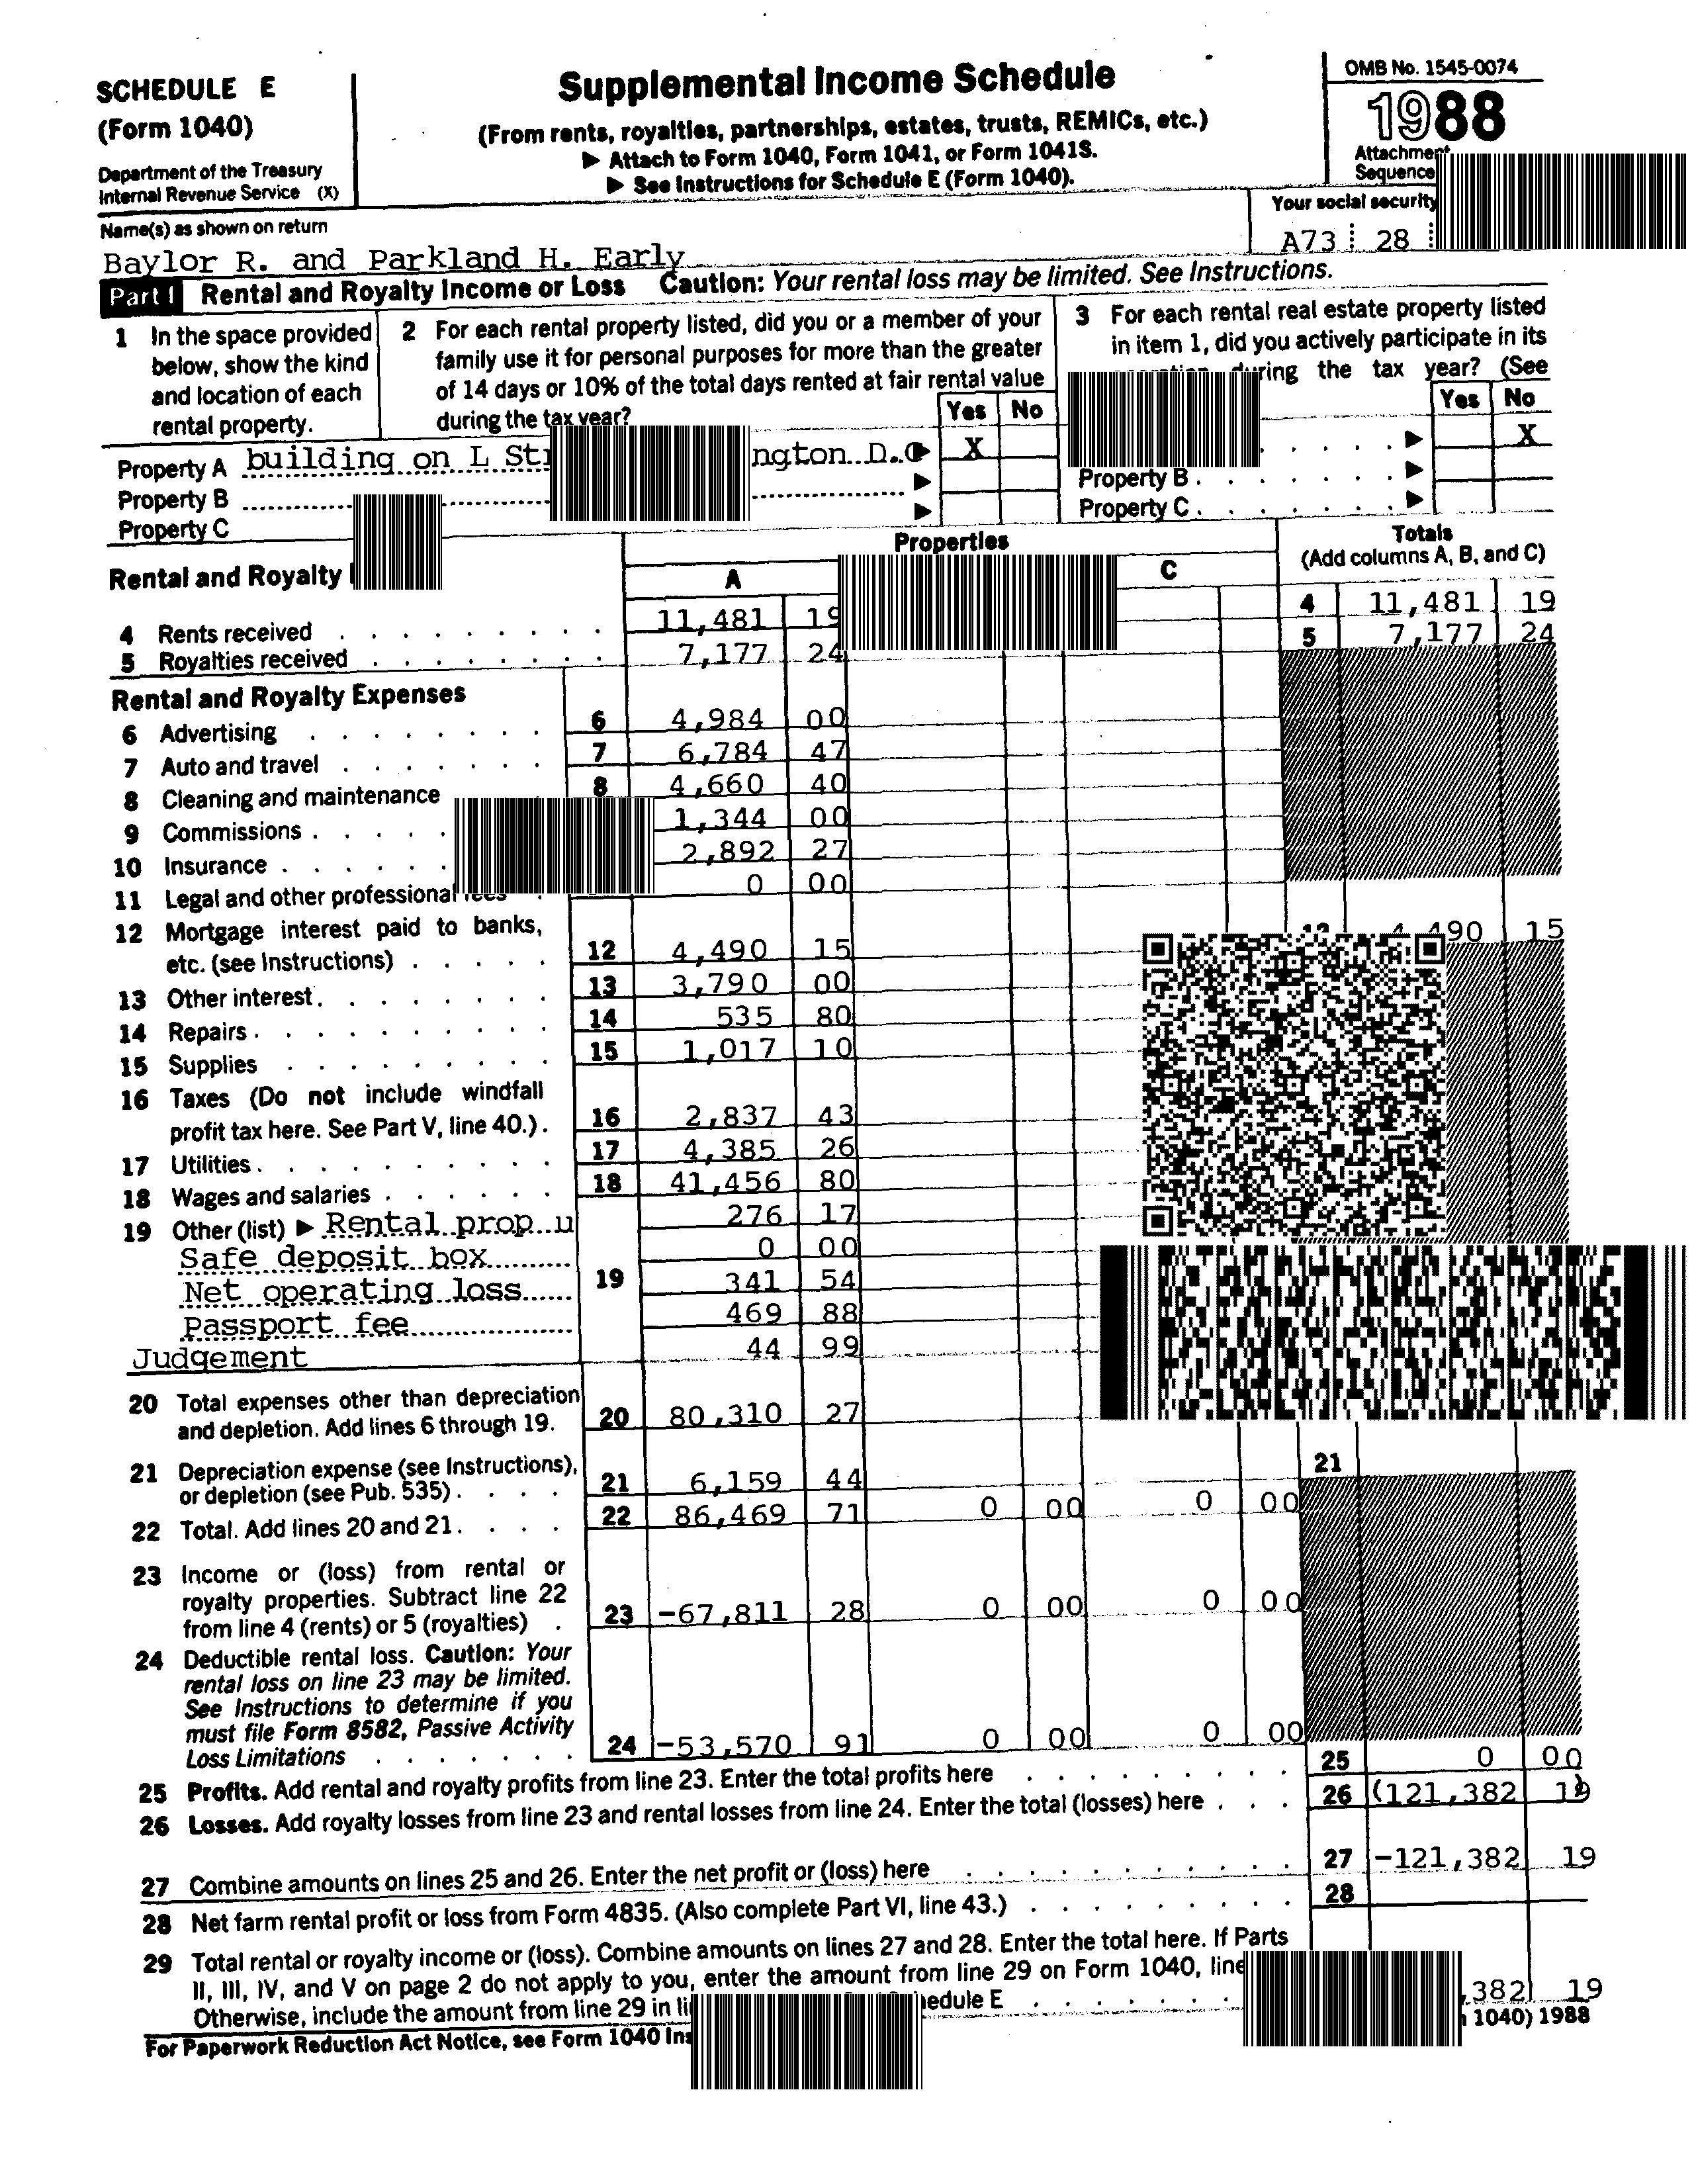 SCHEDULE E
(Form 1040)
Department of the Treasury
Internal Revenue Service (X)
Supplemental Income Schedule
(From rents, royalties, partnerships, estates, trusts, REMICs, etc.)
▶ Attach to Form 1040, Form 1041, or Form 1041S.
▶ See Instructions for Schedule E (Form 1040).
OMB No. 1545-0074
1988
Attachment
Sequence
Name(s) as shown on return
Baylor R. and Parkland H. Early
Your social security
A73 28
Part I Rental and Royalty Income or Loss Caution: Your rental loss may be limited. See Instructions.
1 In the space provided
below, show the kind
and location of each
rental property.
2 For each rental property listed, did you or a member of your
family use it for personal purposes for more than the greater
of 14 days or 10% of the total days rented at fair rental value
during the tax year?
Yes No
3 For each rental real estate property listed
in item 1, did you actively participate in its
during the tax year? (See
Yes No
Property A building on L D.C ▶ X
▶ X
Property B ▶
Property B ▶
Property C ▶
Property C ▶
Rental and Royalty
Properties
A C
Totals
(Add columns A, B, and C)
4 Rents received 11,481 19 4 11,481 19
5 Royalties received 7,177 24 5 7,177 24
Rental and Royalty Expenses
6 Advertising 6 4,984 00
7 Auto and travel 7 6,784 47
8 Cleaning and maintenance 8 4,660 40
9 Commissions 1,344 00
10 Insurance 2,892 27
11 Legal and other professional fees 0 00
12 Mortgage interest paid to banks,
etc. (see Instructions) 12 4,490 15 12 4,490 15
13 Other interest 13 3,790 00
14 Repairs 14 535 80
15 Supplies 15 1,017 10
16 Taxes (Do not include windfall
profit tax here. See Part V, line 40.) 16 2,837 43
17 Utilities 17 4,385 26
18 Wages and salaries 18 41,456 80
19 Other (list) ▶ Rental prop u 276 17
Safe deposit box 0 00
Net operating loss 19 341 54
Passport fee 469 88
Judgement 44 99
20 Total expenses other than depreciation
and depletion. Add lines 6 through 19. 20 80,310 27
21 Depreciation expense (see Instructions),
or depletion (see Pub. 535) 21 6,159 44 21
22 Total. Add lines 20 and 21. 22 86,469 71 0 00 0 00
23 Income or (loss) from rental or
royalty properties. Subtract line 22
from line 4 (rents) or 5 (royalties) 23 -67,811 28 0 00 0 00
24 Deductible rental loss. Caution: Your
rental loss on line 23 may be limited.
See Instructions to determine if you
must file Form 8582, Passive Activity
Loss Limitations 24 -53,570 91 0 00 0 00
25 Profits. Add rental and royalty profits from line 23. Enter the total profits here 25 0 00
26 Losses. Add royalty losses from line 23 and rental losses from line 24. Enter the total (losses) here 26 (121,382 19)
27 Combine amounts on lines 25 and 26. Enter the net profit or (loss) here 27 -121,382 19
28 Net farm rental profit or loss from Form 4835. (Also complete Part VI, line 43.) 28
29 Total rental or royalty income or (loss). Combine amounts on lines 27 and 28. Enter the total here. If Parts
II, III, IV, and V on page 2 do not apply to you, enter the amount from line 29 on Form 1040, line
Otherwise, include the amount from line 29 in Schedule E ,382 19
For Paperwork Reduction Act Notice, see Form 1040 1040) 1988